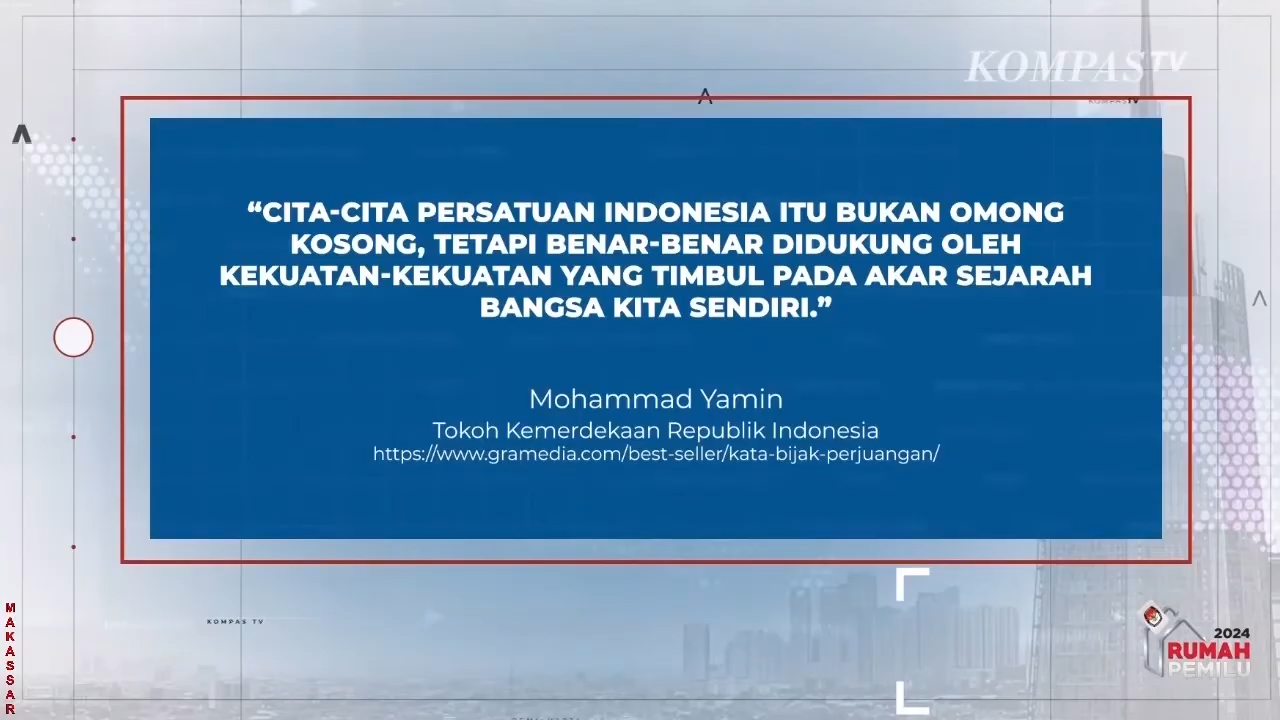 KOMPASTV
KOMPASTV
“CITA-CITA PERSATUAN INDONESIA ITU BUKAN OMONG
KOSONG, TETAPI BENAR-BENAR DIDUKUNG OLEH
KEKUATAN-KEKUATAN YANG TIMBUL PADA AKAR SEJARAH
BANGSA KITA SENDIRI.”
Mohammad Yamin
Tokoh Kemerdekaan Republik Indonesia
https://www.gramedia.com/best-seller/kata-bijak-perjuangan/
MAKASSAR
KOMPAS TV
2024
RUMAH
PEMILU